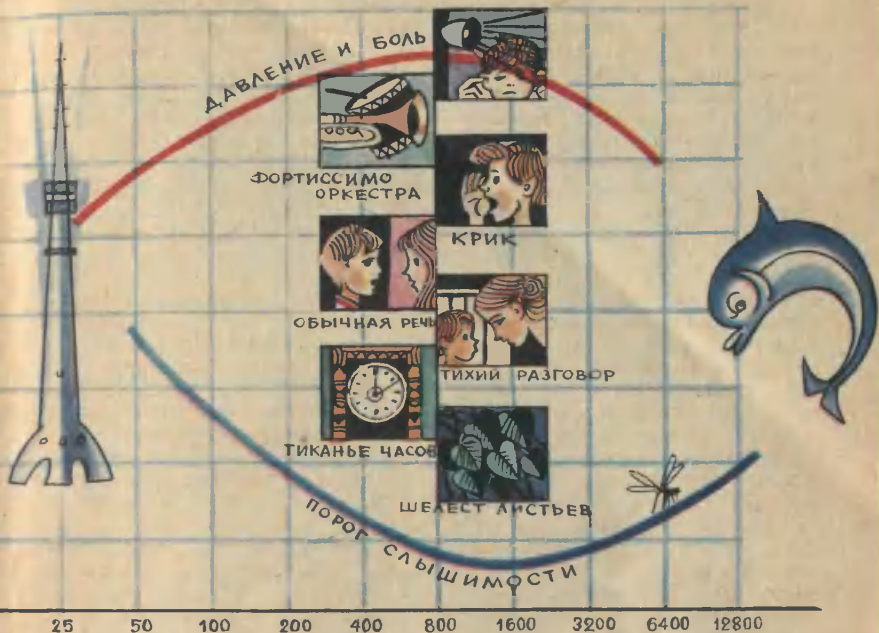 ДАВЛЕНИЕ И БОЛЬ
ФОРТИССИМО
ОРКЕСТРА
КРИК
ОБЫЧНАЯ РЕЧЬ
ТИХИЙ РАЗГОВОР
ТИКАНЬЕ ЧАСОВ
ШЕЛЕСТ ЛИСТЬЕВ
ПОРОГ СЛЫШИМОСТИ
25 50 100 200 400 800 1600 3200 6400 12800